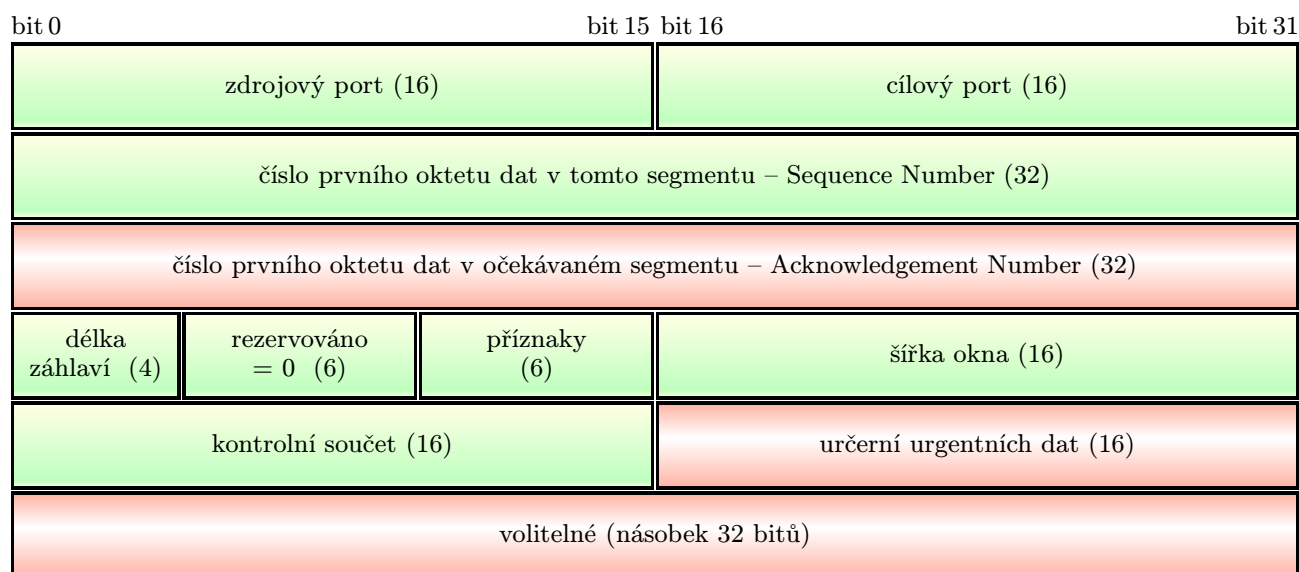 bit 0 bit 15 bit 16 bit 31
zdrojový port (16) cílový port (16)
číslo prvního oktetu dat v tomto segmentu – Sequence Number (32)
číslo prvního oktetu dat v očekávaném segmentu – Acknowledgement Number (32)
délka
záhlaví (4)
rezervováno
= 0 (6)
příznaky
(6)
šířka okna (16)
kontrolní součet (16) určerní urgentních dat (16)
volitelné (násobek 32 bitů)